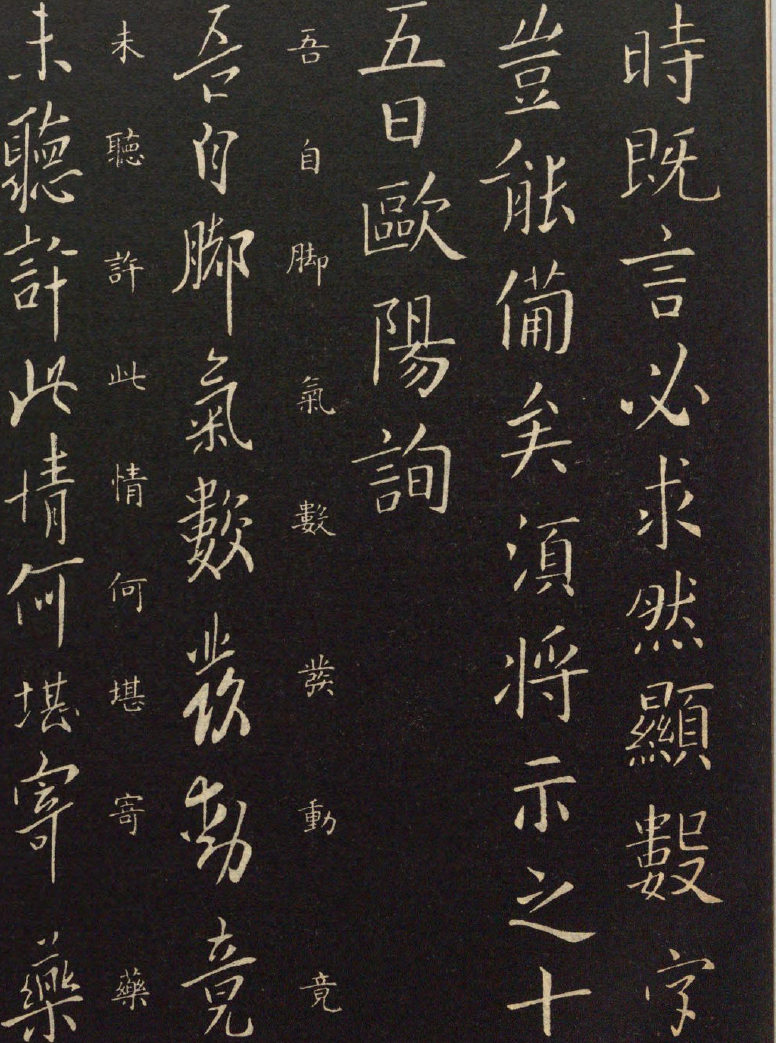 時既言必求然顯數字
豈能備矣須將示之十
五日歐陽詢
吾自脚氣數發動竟
吾自脚氣數發動竟
未聽許此情何堪寄藥
未聽許此情何堪寄藥